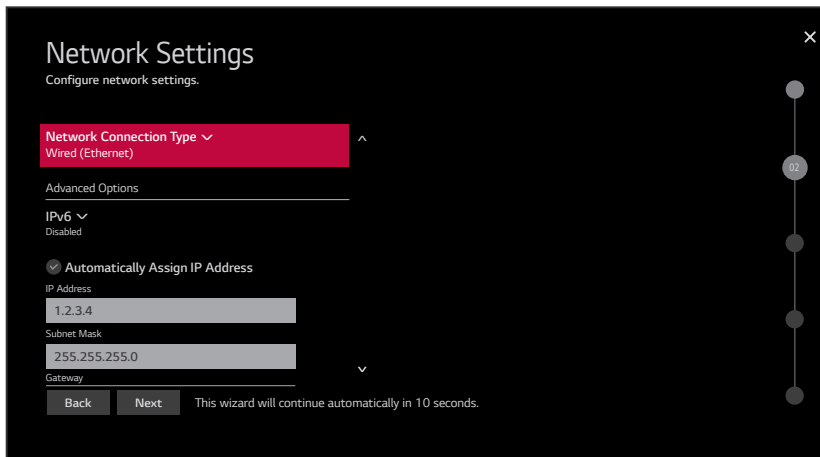 Network Settings
Configure network settings.
Network Connection Type
Wired (Ethernet)
02
Advanced Options
IPv6
Disabled
Automatically Assign IP Address
IP Address
1.2.3.4
Subnet Mask
255.255.255.0
Gateway
Back Next This wizard will continue automatically in 10 seconds.